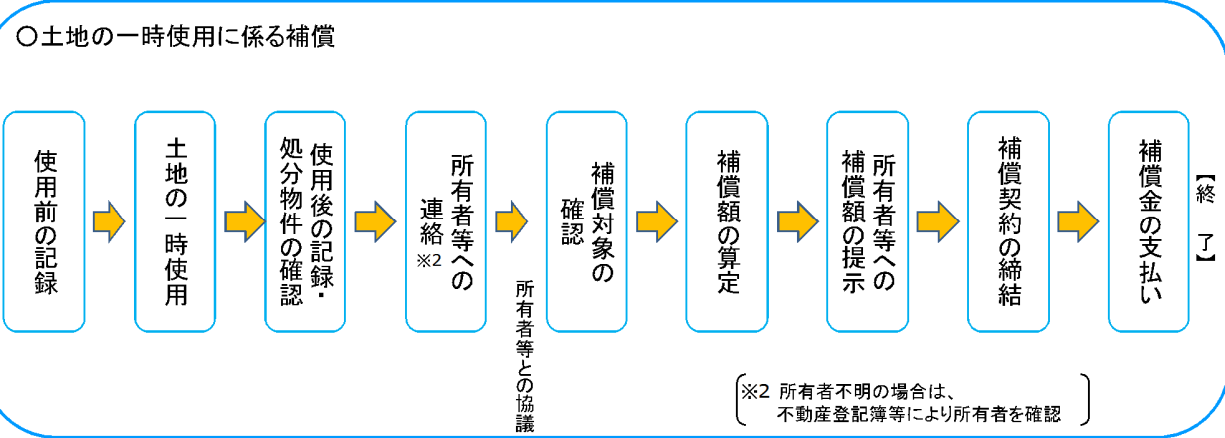 〇土地の一時使用に係る補償
使用前の記録
土地の一時使用
使用後の記録・
処分物件の確認
所有者等への
連絡※2
所有者等との協議
補償対象の
確認
補償額の算定
所有者等への
補償額の提示
補償契約の締結
補償金の支払い
【終 了】
※2 所有者不明の場合は、
不動産登記簿等により所有者を確認